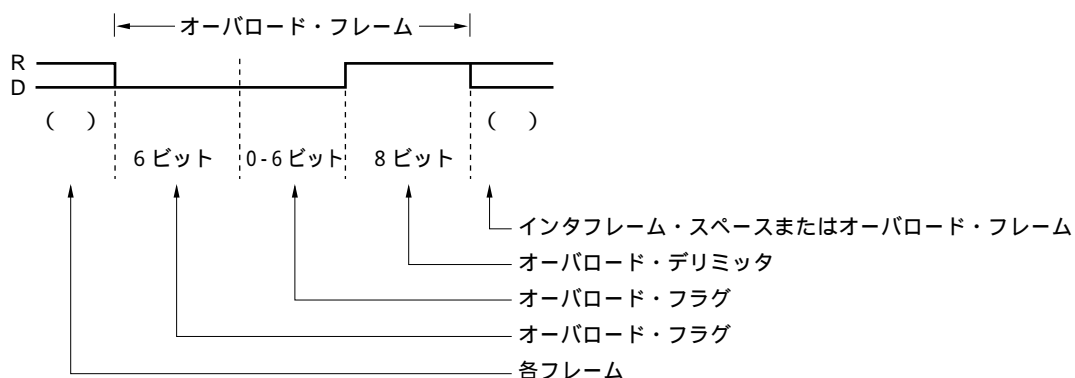 オーバロード・フレーム
R
D
(   ) (   )
6 ビット 0-6 ビット 8 ビット
インタフレーム・スペースまたはオーバロード・フレーム
オーバロード・デリミッタ
オーバロード・フラグ
オーバロード・フラグ
各フレーム